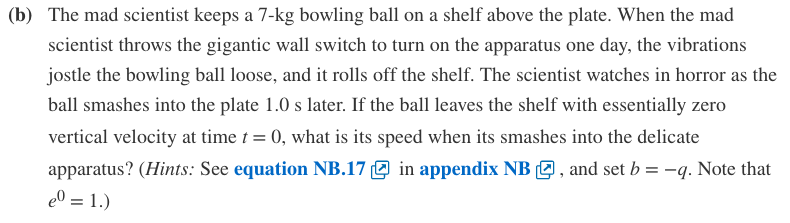 (b) The mad scientist keeps a 7-kg bowling ball on a shelf above the plate. When the mad
scientist throws the gigantic wall switch to turn on the apparatus one day, the vibrations
jostle the bowling ball loose, and it rolls off the shelf. The scientist watches in horror as the
ball smashes into the plate 1.0 s later. If the ball leaves the shelf with essentially zero
vertical velocity at time t = 0, what is its speed when its smashes into the delicate
apparatus? (Hints: See equation NB.17 in appendix NB , and set b = −q. Note that
e⁰ = 1.)